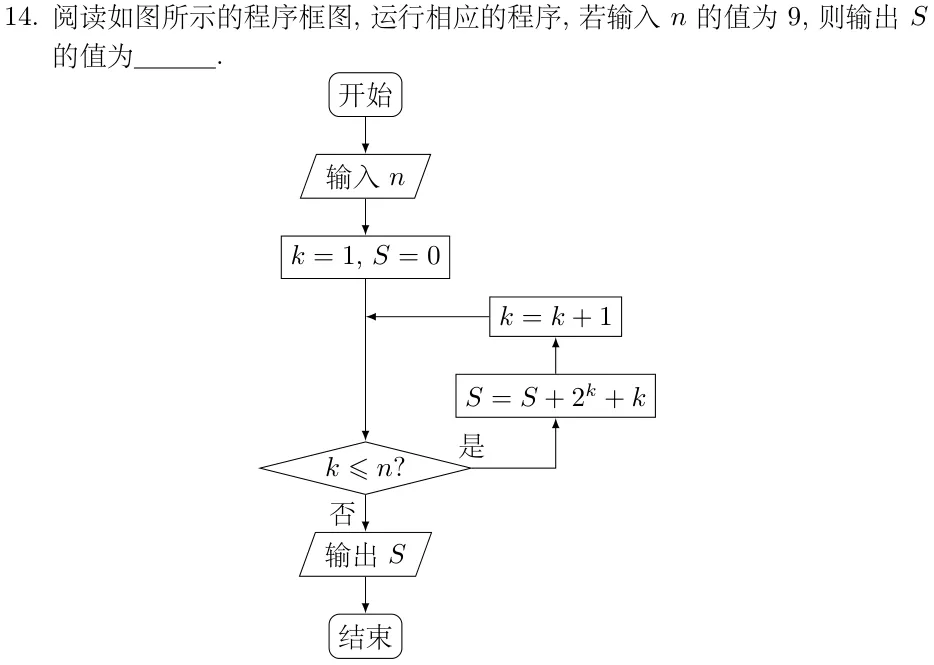 14. 阅读如图所示的程序框图, 运行相应的程序, 若输入 n 的值为 9, 则输出 S
的值为______.
开始
输入 n
k = 1, S = 0
k = k + 1
S = S + 2^k + k
是
k ⩽ n?
否
输出 S
结束